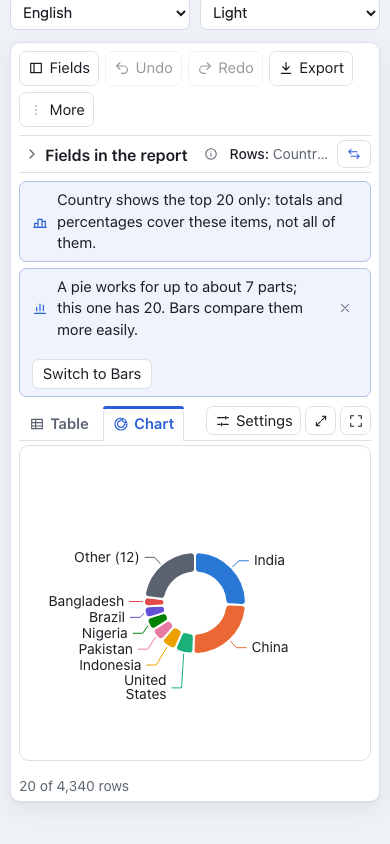 English
Light
Fields
Undo
Redo
Export
More
Fields in the report
Rows: Countr...
Country shows the top 20 only: totals and
percentages cover these items, not all of
them.
A pie works for up to about 7 parts;
this one has 20. Bars compare them
more easily.
Switch to Bars
Table
Chart
Settings
Other (12)
India
Bangladesh
Brazil
Nigeria
Pakistan
China
Indonesia
United
States
20 of 4,340 rows